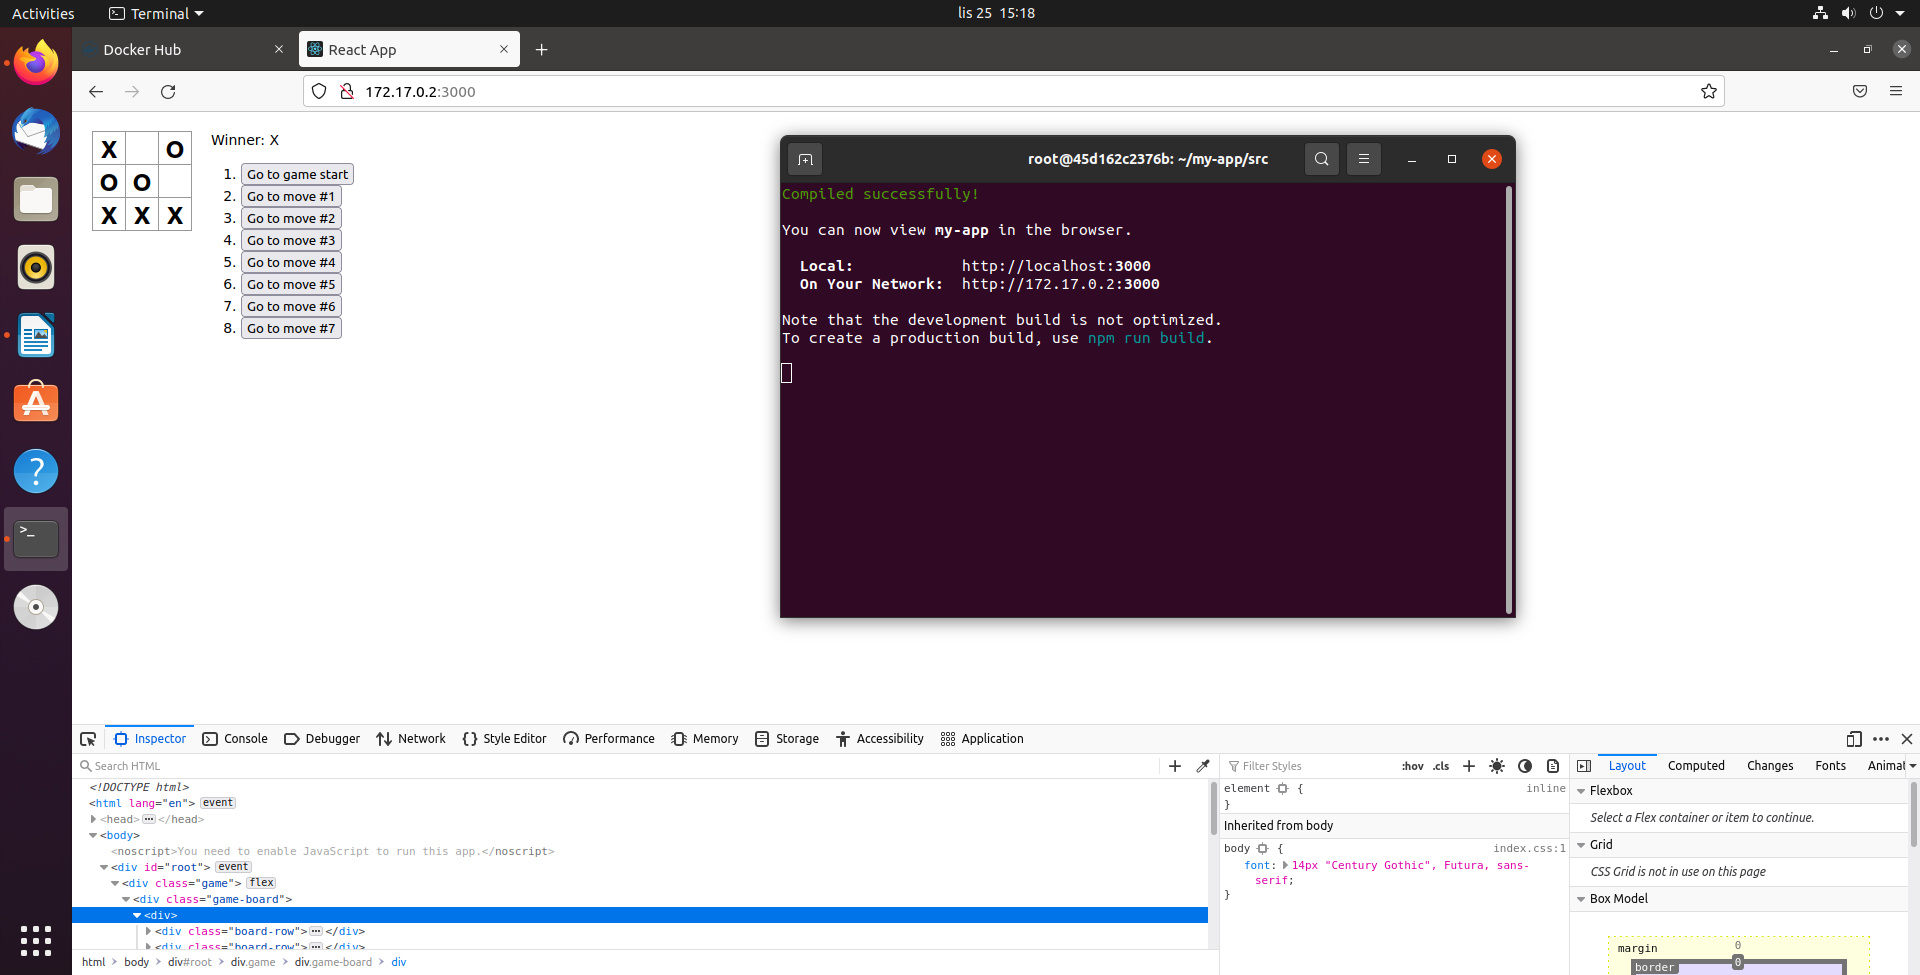 Activities
Terminal
lis 25 15:18
Docker Hub
React App
172.17.0.2:3000
X O
O O
X X X
Winner: X
1. Go to game start
2. Go to move #1
3. Go to move #2
4. Go to move #3
5. Go to move #4
6. Go to move #5
7. Go to move #6
8. Go to move #7
root@45d162c2376b: ~/my-app/src
Compiled successfully!
You can now view my-app in the browser.
Local: http://localhost:3000
On Your Network: http://172.17.0.2:3000
Note that the development build is not optimized.
To create a production build, use npm run build.
Inspector Console Debugger Network Style Editor Performance Memory Storage Accessibility Application
Search HTML
<!DOCTYPE html>
<html lang="en"> event
<head> ••• </head>
<body>
<noscript>You need to enable JavaScript to run this app.</noscript>
<div id="root"> event
<div class="game"> flex
<div class="game-board">
<div>
<div class="board-row"> ••• </div>
<div class="board-row"> ••• </div>
html > body > div#root > div.game > div.game-board > div
Filter Styles :hov .cls
element { inline
}
Inherited from body
body { index.css:1
font: 14px "Century Gothic", Futura, sans-
serif;
}
Layout Computed Changes Fonts Animat
Flexbox
Select a Flex container or item to continue.
Grid
CSS Grid is not in use on this page
Box Model
margin 0
border 0